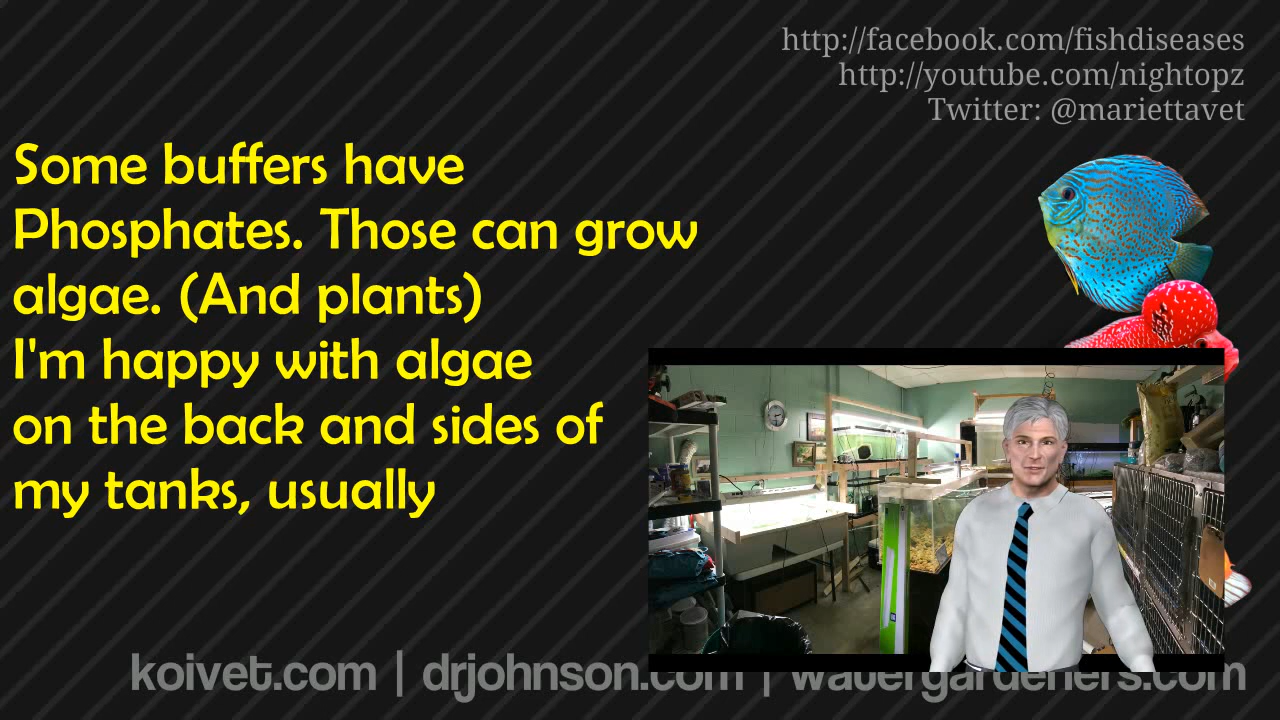 http://facebook.com/fishdiseases
http://youtube.com/nightopz
Twitter: @mariettavet
Some buffers have
Phosphates. Those can grow
algae. (And plants)
I'm happy with algae
on the back and sides of
my tanks, usually
koivet.com | drjohnson.com | watergardeners.com